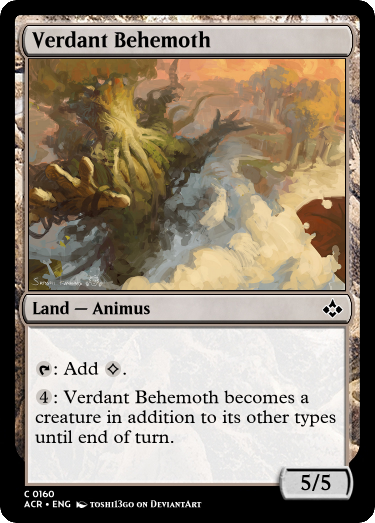 Verdant Behemoth
Land — Animus
: Add .
4: Verdant Behemoth becomes a
creature in addition to its other types
until end of turn.
5/5
C 0160
ACR • ENG toshi13go on DeviantArt